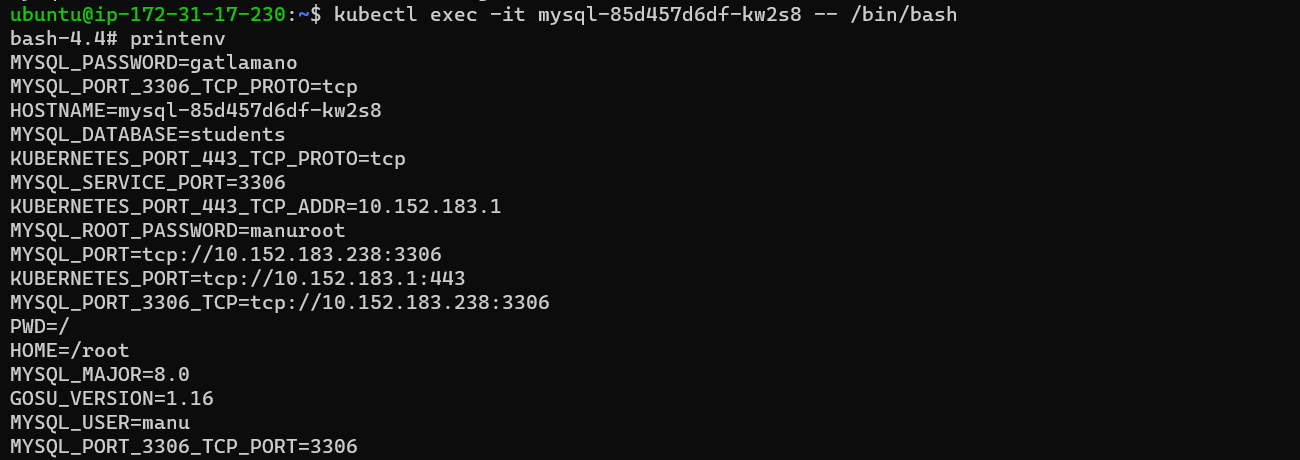 ubuntu@ip-172-31-17-230:~$ kubectl exec -it mysql-85d457d6df-kw2s8 -- /bin/bash
bash-4.4# printenv
MYSQL_PASSWORD=gatlamano
MYSQL_PORT_3306_TCP_PROTO=tcp
HOSTNAME=mysql-85d457d6df-kw2s8
MYSQL_DATABASE=students
KUBERNETES_PORT_443_TCP_PROTO=tcp
MYSQL_SERVICE_PORT=3306
KUBERNETES_PORT_443_TCP_ADDR=10.152.183.1
MYSQL_ROOT_PASSWORD=manuroot
MYSQL_PORT=tcp://10.152.183.238:3306
KUBERNETES_PORT=tcp://10.152.183.1:443
MYSQL_PORT_3306_TCP=tcp://10.152.183.238:3306
PWD=/
HOME=/root
MYSQL_MAJOR=8.0
GOSU_VERSION=1.16
MYSQL_USER=manu
MYSQL_PORT_3306_TCP_PORT=3306